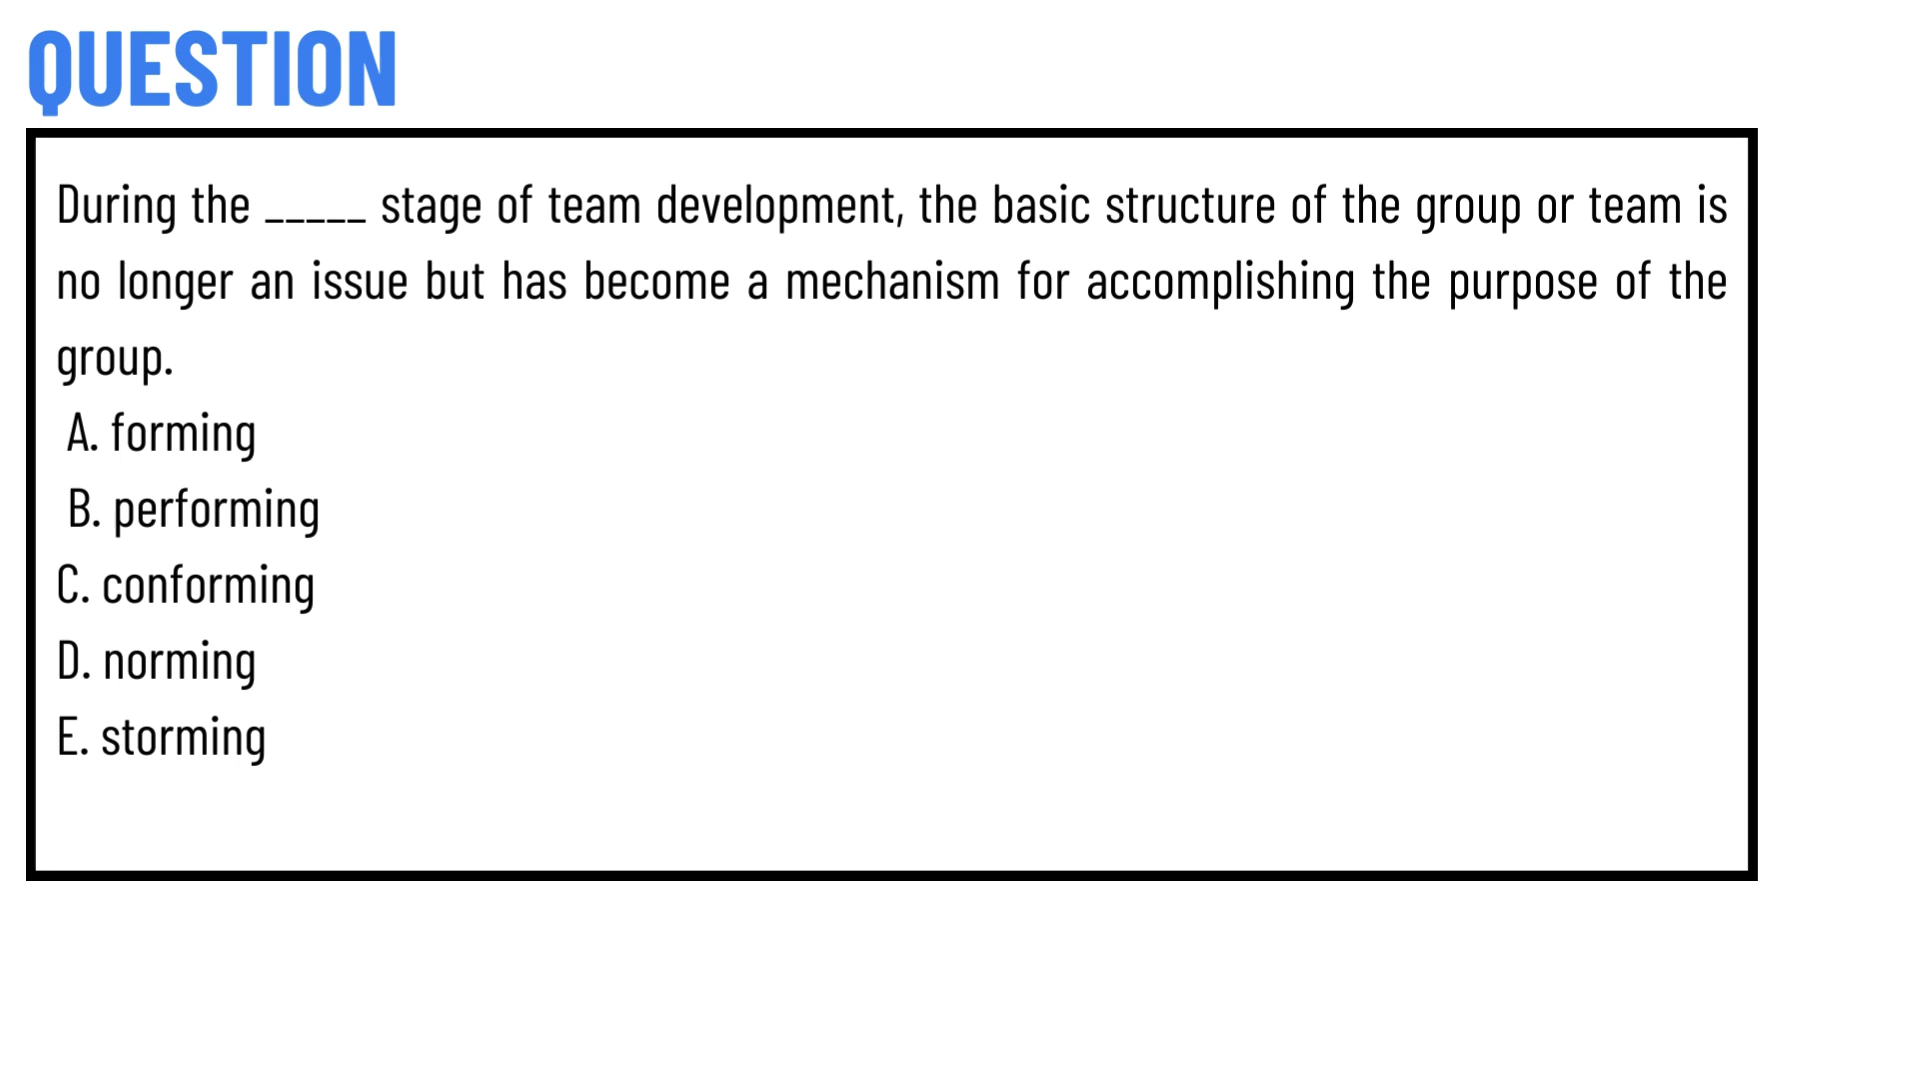 QUESTION
During the _____ stage of team development, the basic structure of the group or team is
no longer an issue but has become a mechanism for accomplishing the purpose of the
group.
A. forming
B. performing
C. conforming
D. norming
E. storming